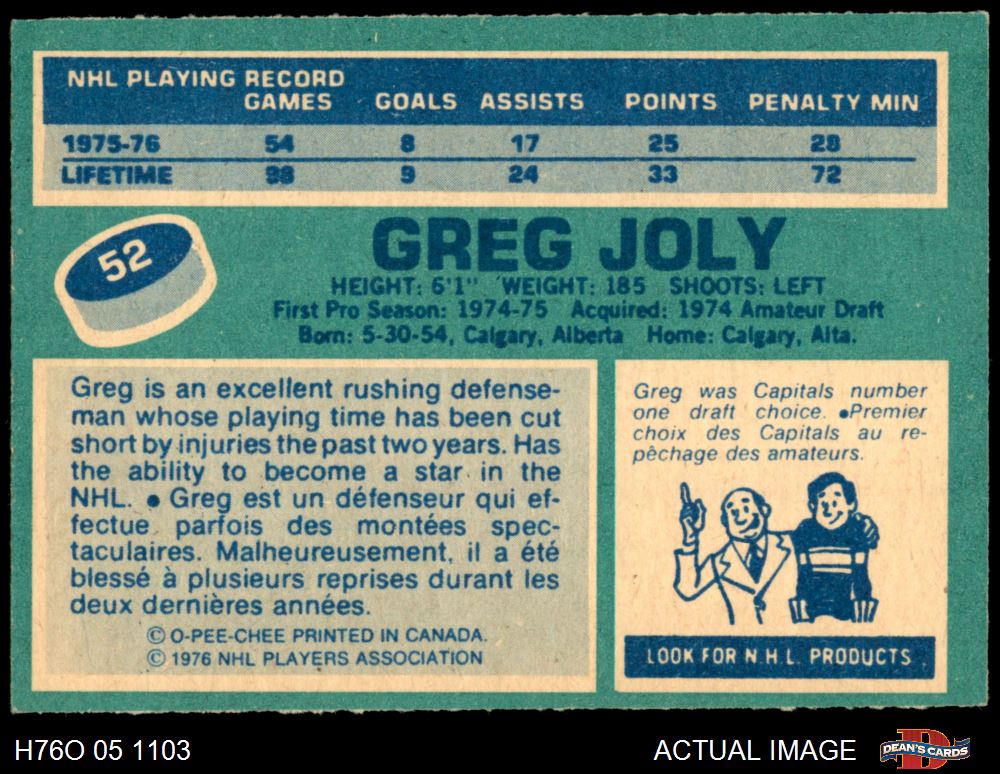 NHL PLAYING RECORD
GAMES GOALS ASSISTS POINTS PENALTY MIN
1975-76 54 8 17 25 28
LIFETIME 98 9 24 33 72
52
GREG JOLY
HEIGHT: 6'1" WEIGHT: 185 SHOOTS: LEFT
First Pro Season: 1974-75 Acquired: 1974 Amateur Draft
Born: 5-30-54, Calgary, Alberta Home: Calgary, Alta.
Greg is an excellent rushing defense-
man whose playing time has been cut
short by injuries the past two years. Has
the ability to become a star in the
NHL. ● Greg est un défenseur qui ef-
fectue parfois des montées spec-
taculaires. Malheureusement, il a été
blessé à plusieurs reprises durant les
deux dernières années.
© O-PEE-CHEE PRINTED IN CANADA.
© 1976 NHL PLAYERS ASSOCIATION
Greg was Capitals number
one draft choice. ●Premier
choix des Capitals au re-
pêchage des amateurs.
LOOK FOR N.H.L. PRODUCTS
H76O 05 1103
ACTUAL IMAGE
DEAN'S CARDS